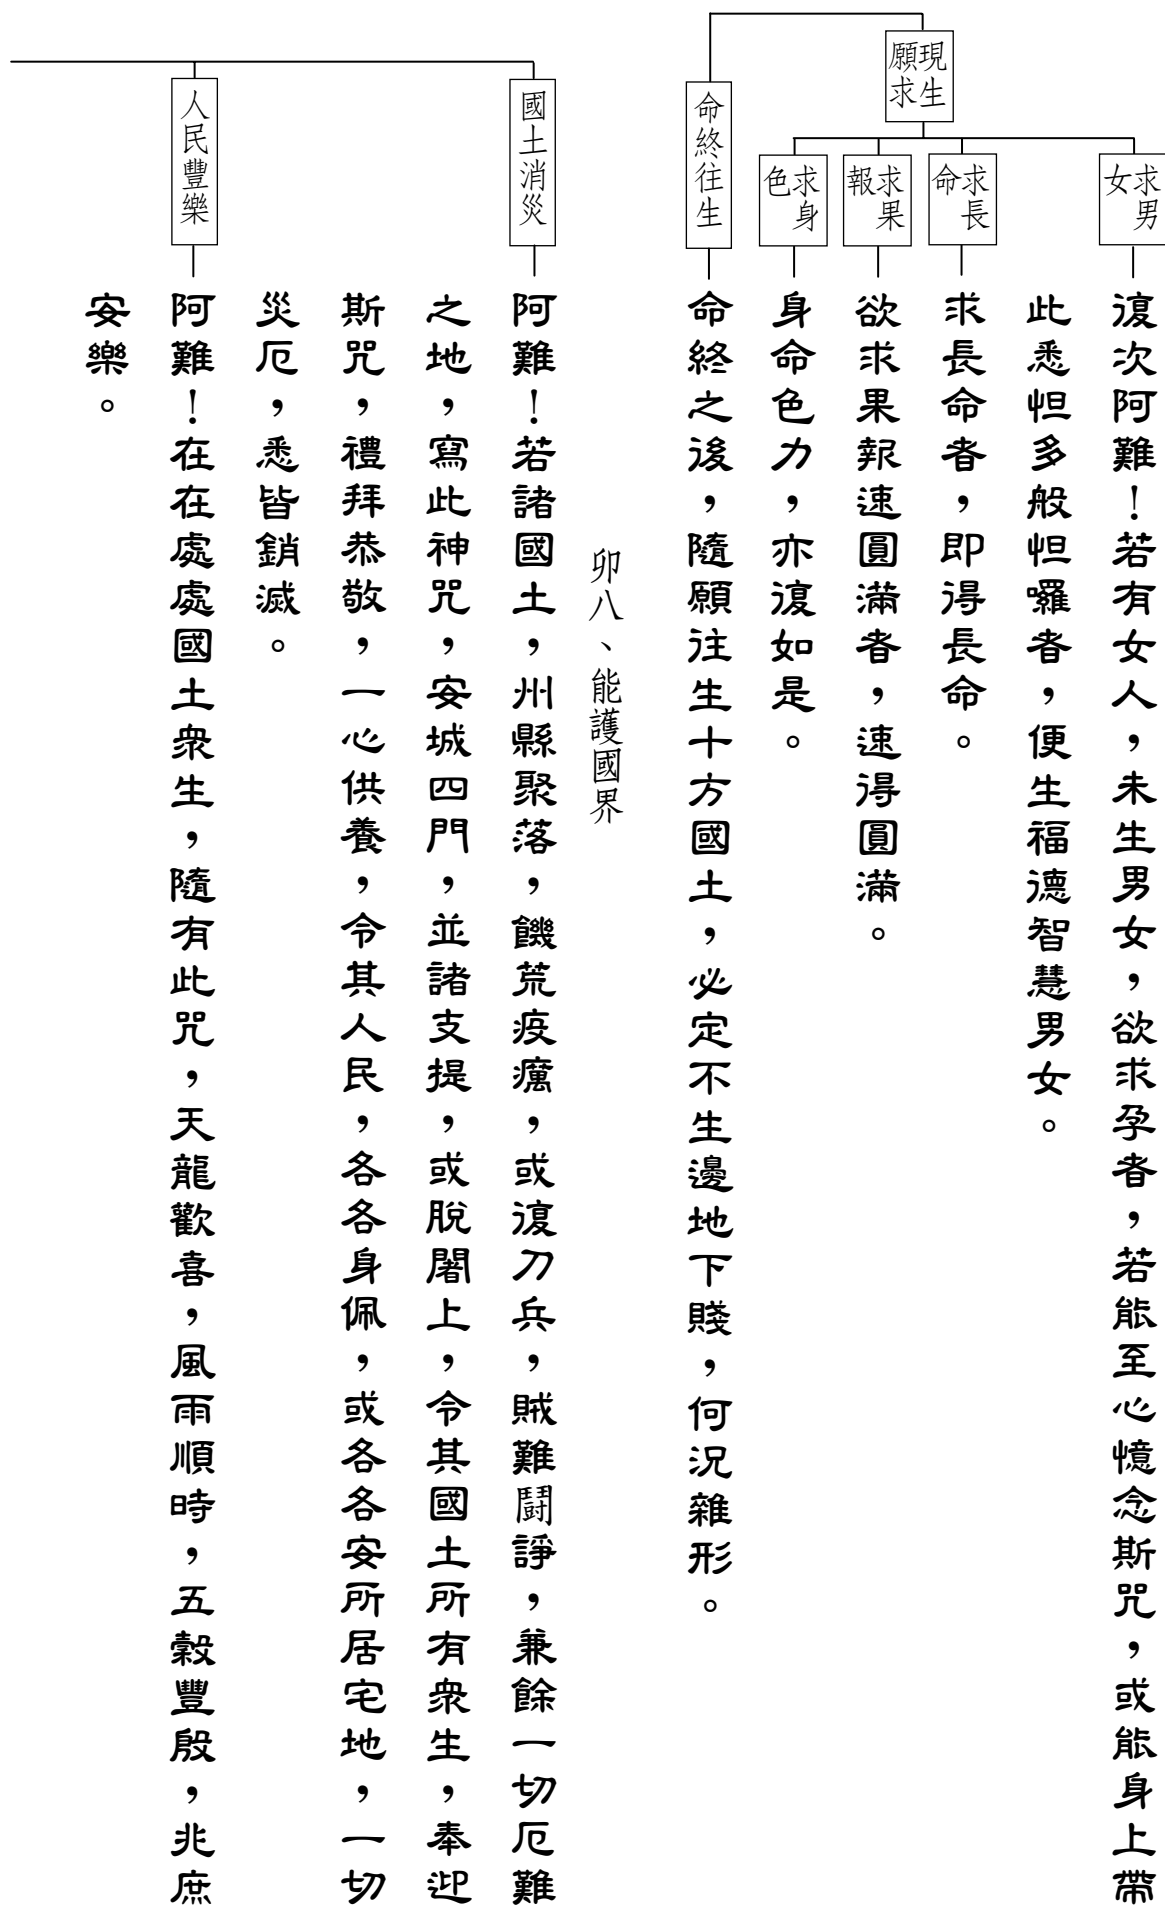 現生願求
求男女
復次阿難！若有女人，未生男女，欲求孕者，若能至心憶念斯咒，或能身上帶
此悉怛多般怛囉者，便生福德智慧男女。
求長命
求長命者，即得長命。
求果報
欲求果報速圓滿者，速得圓滿。
求身色
身命色力，亦復如是。
命終往生
命終之後，隨願往生十方國土，必定不生邊地下賤，何況雜形。
卯八、能護國界
國土消災
阿難！若諸國土，州縣聚落，饑荒疫癘，或復刀兵，賊難鬪諍，兼餘一切厄難
之地，寫此神咒，安城四門，並諸支提，或脫闍上，令其國土所有眾生，奉迎
斯咒，禮拜恭敬，一心供養，令其人民，各各身佩，或各各安所居宅地，一切
災厄，悉皆銷滅。
人民豐樂
阿難！在在處處國土眾生，隨有此咒，天龍歡喜，風雨順時，五穀豐殷，兆庶
安樂。